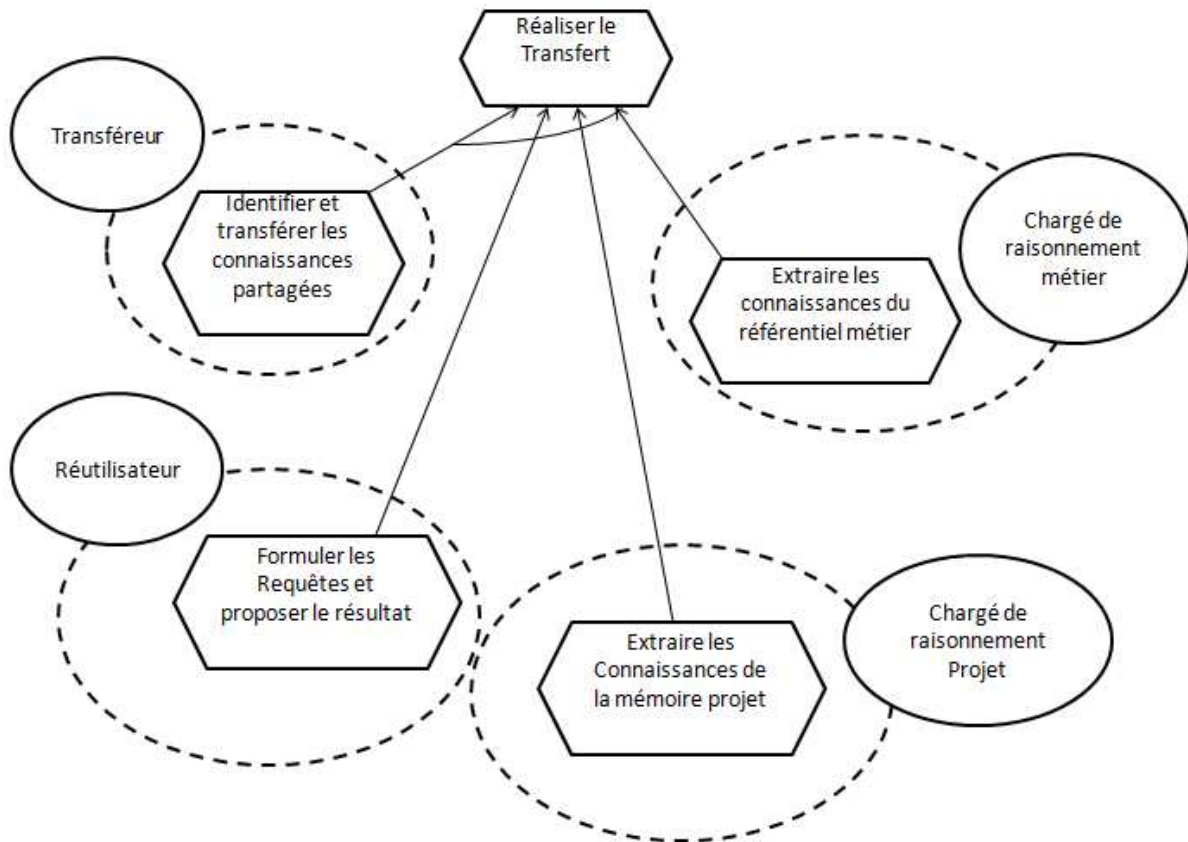 Réaliser le
Transfert
Transféreur
Identifier et
transférer les
connaissances
partagées
Chargé de
raisonnement
métier
Extraire les
connaissances du
référentiel métier
Réutilisateur
Formuler les
Requêtes et
proposer le résultat
Extraire les
Connaissances de
la mémoire projet
Chargé de
raisonnement
Projet